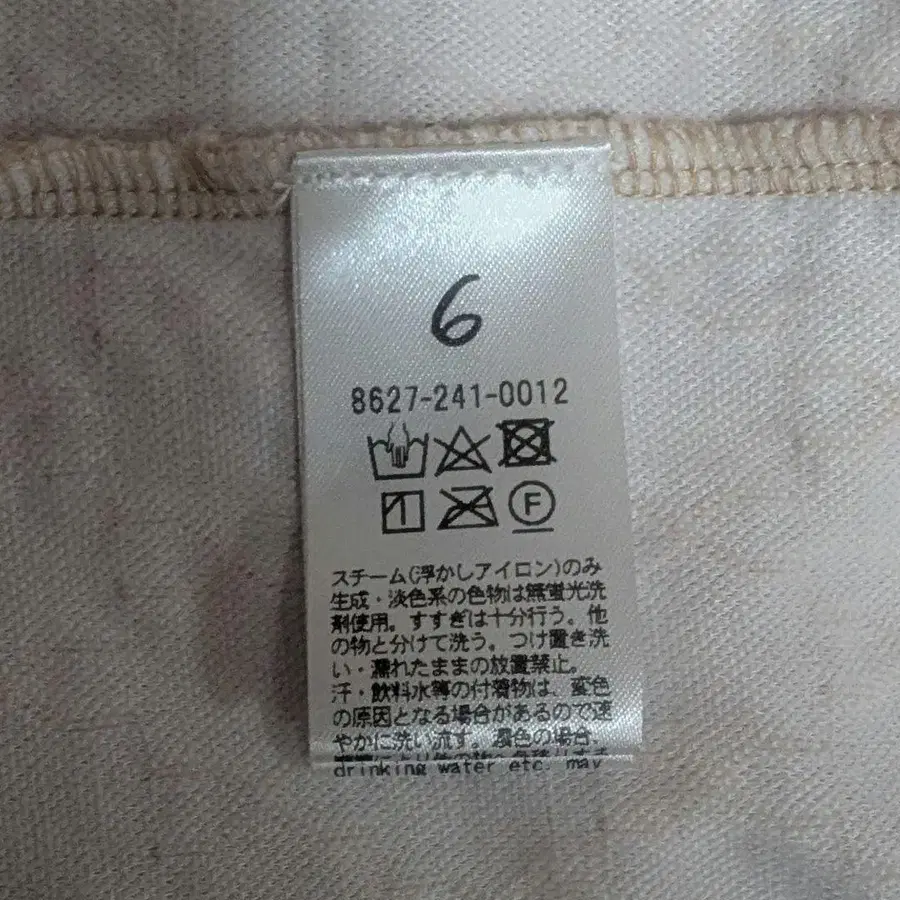 6
8627-241-0012
F
スチーム(浮かしアイロン)のみ
生成・淡色系の色物は無蛍光洗
剤使用。すすぎは十分行う。他
の物と分けて洗う。つけ置き洗
い・濡れたままの放置禁止。
汗・飲料水等の付着物は、変色
の原因となる場合があるので速
やかに洗い流す。濃色の場合、
drinking water etc. may